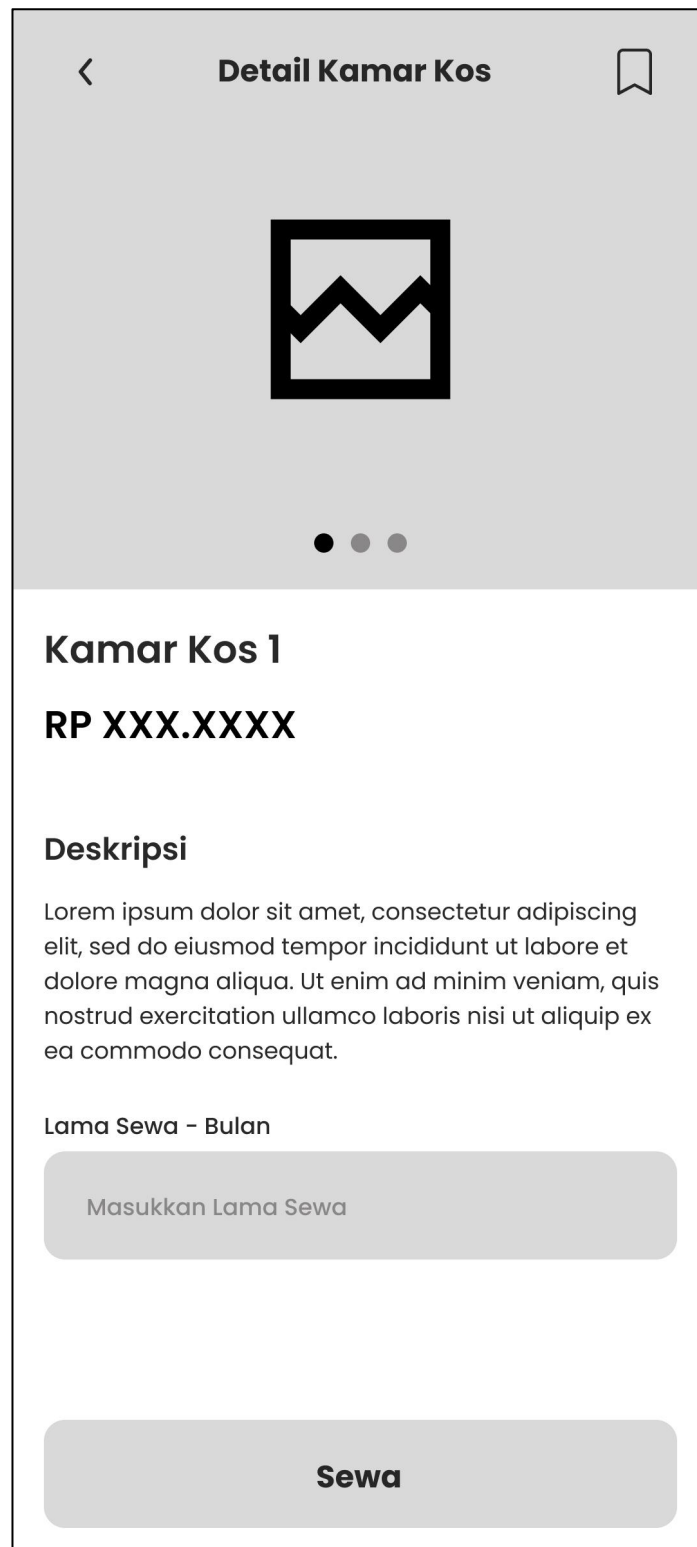 Detail Kamar Kos
Kamar Kos 1
RP XXX.XXXX
Deskripsi
Lorem ipsum dolor sit amet, consectetur adipiscing
elit, sed do eiusmod tempor incididunt ut labore et
dolore magna aliqua. Ut enim ad minim veniam, quis
nostrud exercitation ullamco laboris nisi ut aliquip ex
ea commodo consequat.
Lama Sewa - Bulan
Masukkan Lama Sewa
Sewa